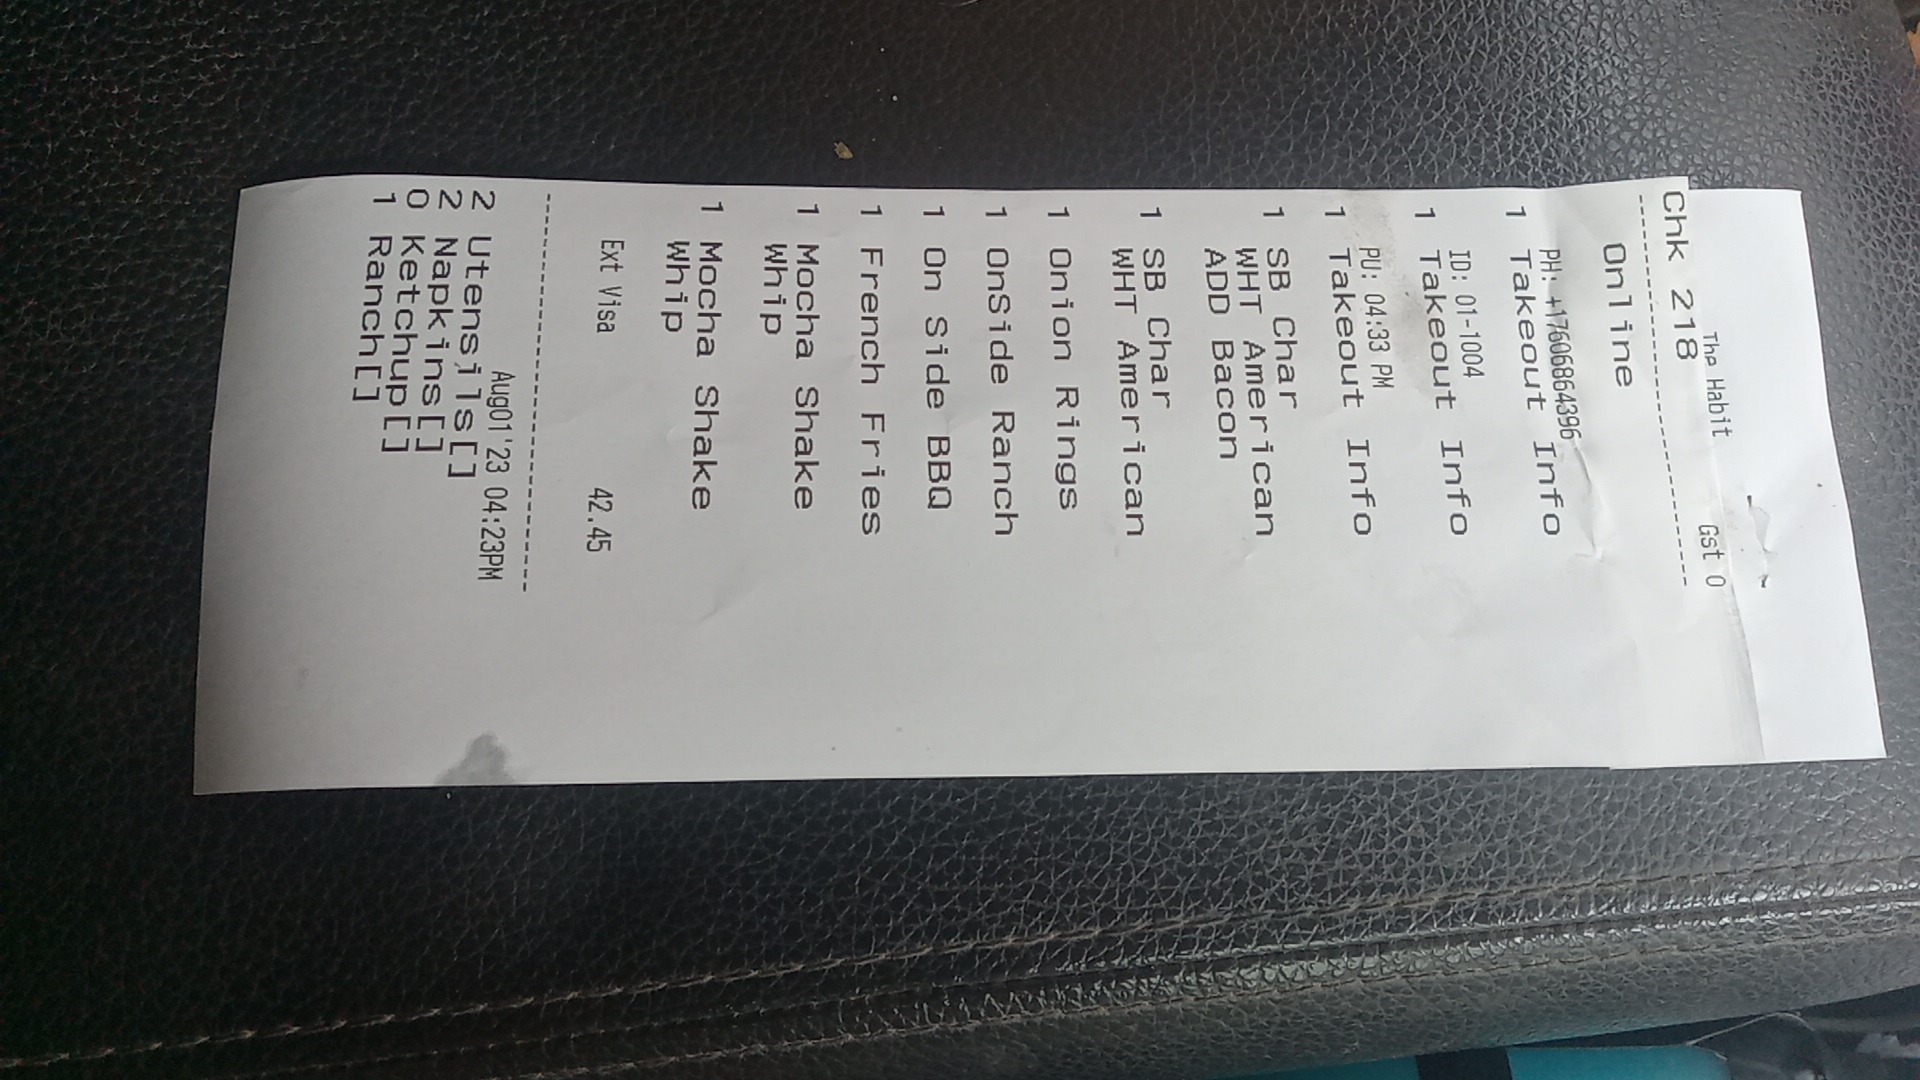 The Habit
Chk 218 Gst 0
Online
PH: +17606864396
1 Takeout Info
ID: 01-1004
1 Takeout Info
PU: 04:33 PM
1 Takeout Info
1 SB Char
WHT American
ADD Bacon
1 SB Char
WHT American
1 Onion Rings
1 OnSide Ranch
1 On Side BBQ
1 French Fries
1 Mocha Shake
Whip
1 Mocha Shake
Whip
Ext Visa 42.45
Aug01'23 04:23PM
2 Utensils[]
2 Napkins[]
0 Ketchup[]
1 Ranch[]